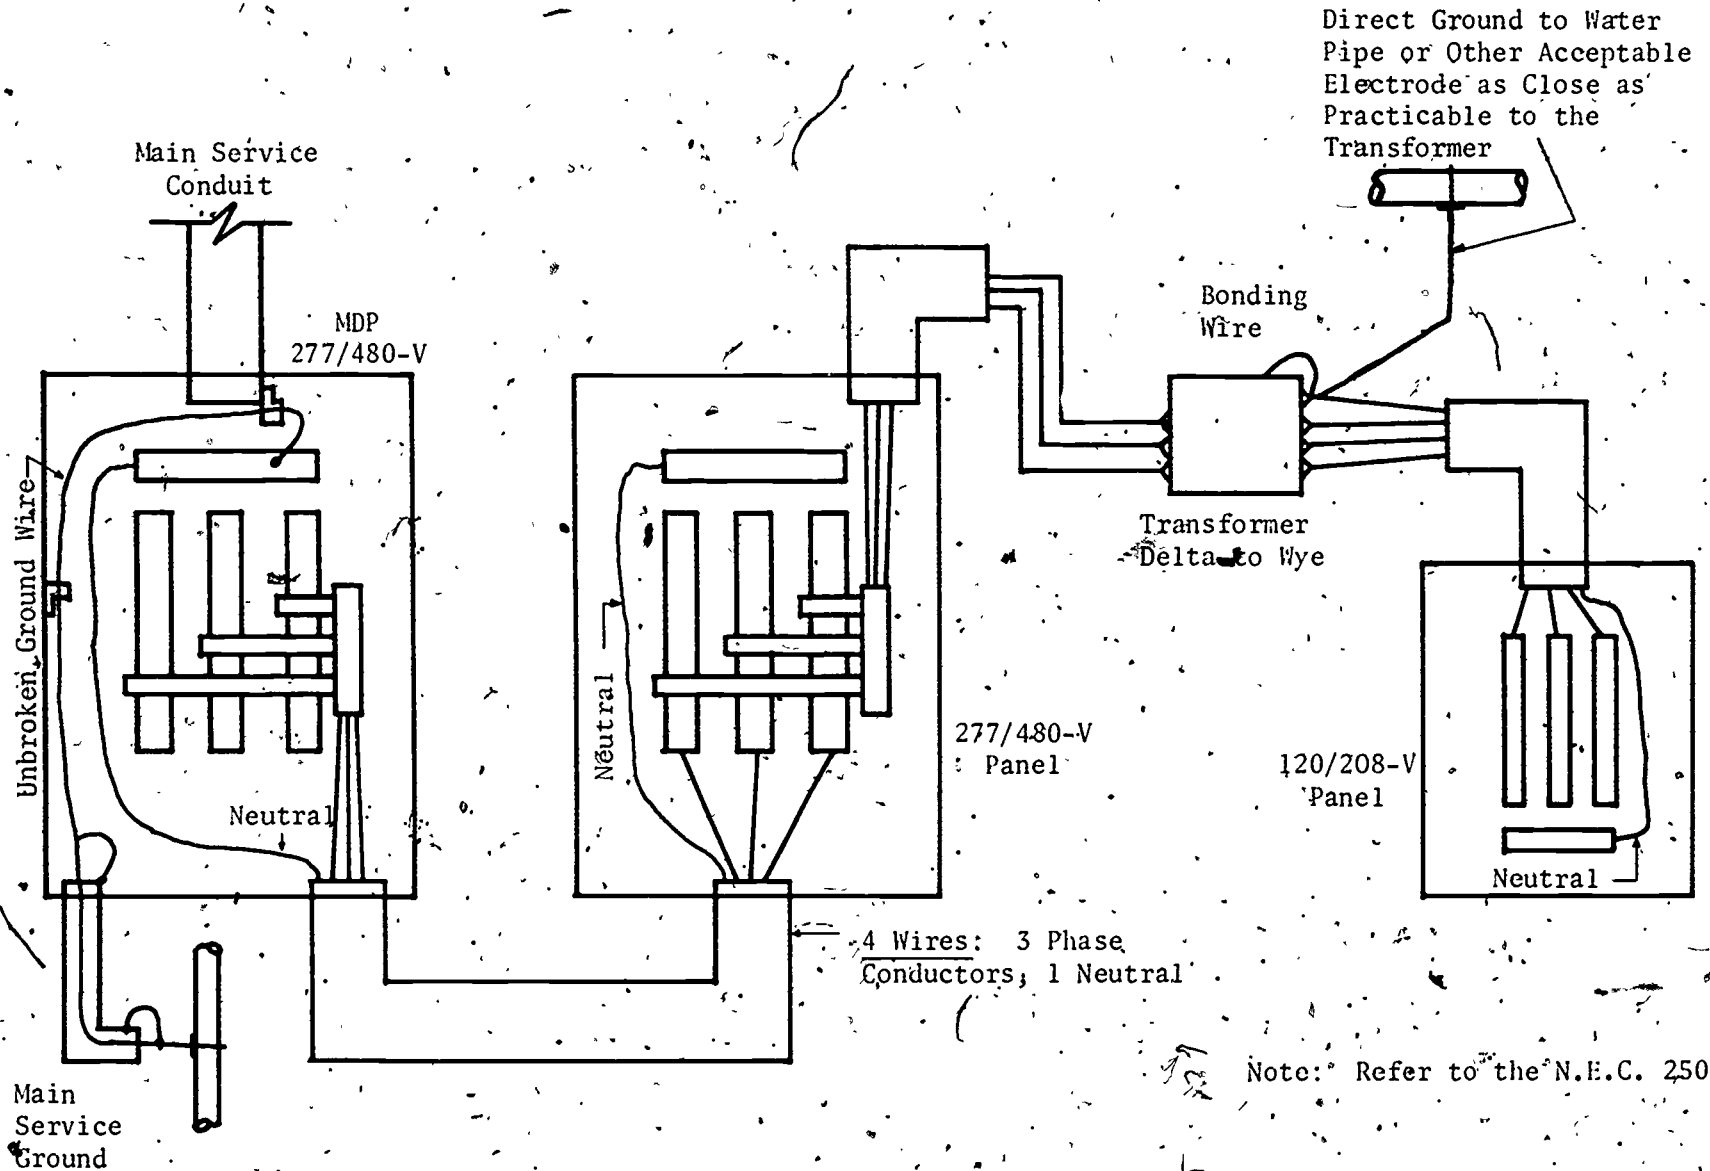 Direct Ground to Water
Pipe or Other Acceptable
Electrode as Close as
Practicable to the
Transformer
Main Service
Conduit
MDP
277/480-V
Bonding
Wire
Unbroken Ground Wire
Transformer
Delta to Wye
Neutral
277/480-V
Panel
120/208-V
Panel
Neutral
Neutral
4 Wires: 3 Phase
Conductors, 1 Neutral
Note: Refer to the N.E.C. 250
Main
Service
Ground